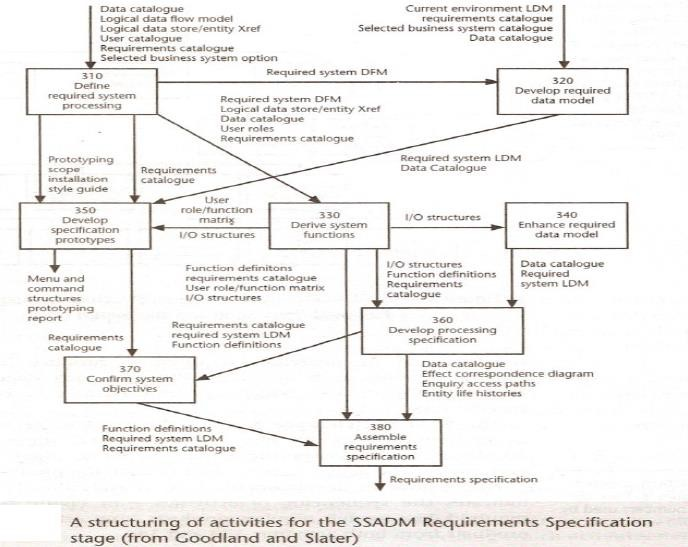 Data catalogue
Logical data flow model
Logical data store/entity Xref
User catalogue
Requirements catalogue
Selected business system option
Current environment LDM
requirements catalogue
Selected business system catalogue
Data catalogue
310
Define
required system
processing
Required system DFM
320
Develop required
data model
Required system DFM
Logical data store/entity Xref
Data catalogue
User roles
Requirements catalogue
Prototyping
scope
installation
style guide
Requirements
catalogue
Required system LDM
Data Catalogue
350
Develop
specification
prototypes
User
role/function
matrix
I/O structures
330
Derive system
functions
I/O structures
340
Enhance required
data model
Menu and
command
structures
prototyping
report
Function definitons
requirements catalogue
User role/function matrix
I/O structures
I/O structures
Function definitions
Requirements
catalogue
Data catalogue
Required
system LDM
Requirements
catalogue
Requirements catalogue
required system LDM
Function definitions
360
Develop processing
specification
370
Confirm system
objectives
Data catalogue
Effect correspondence diagram
Enquiry access paths
Entity life histories
Function definitions
Required system LDM
Requirements catalogue
380
Assemble
requirements
specification
Requirements specification
A structuring of activities for the SSADM Requirements Specification
stage (from Goodland and Slater)